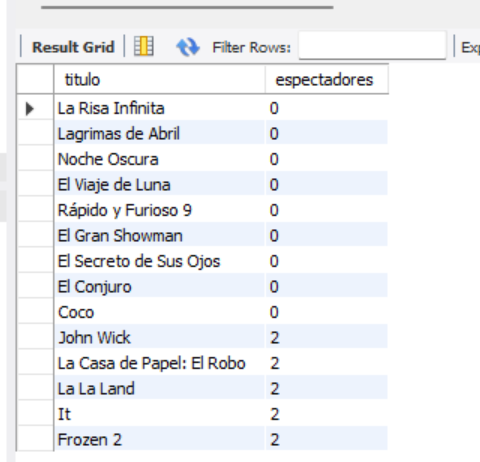 Result Grid Filter Rows: Exp
titulo espectadores
La Risa Infinita 0
Lagrimas de Abril 0
Noche Oscura 0
El Viaje de Luna 0
Rápido y Furioso 9 0
El Gran Showman 0
El Secreto de Sus Ojos 0
El Conjuro 0
Coco 0
John Wick 2
La Casa de Papel: El Robo 2
La La Land 2
It 2
Frozen 2 2